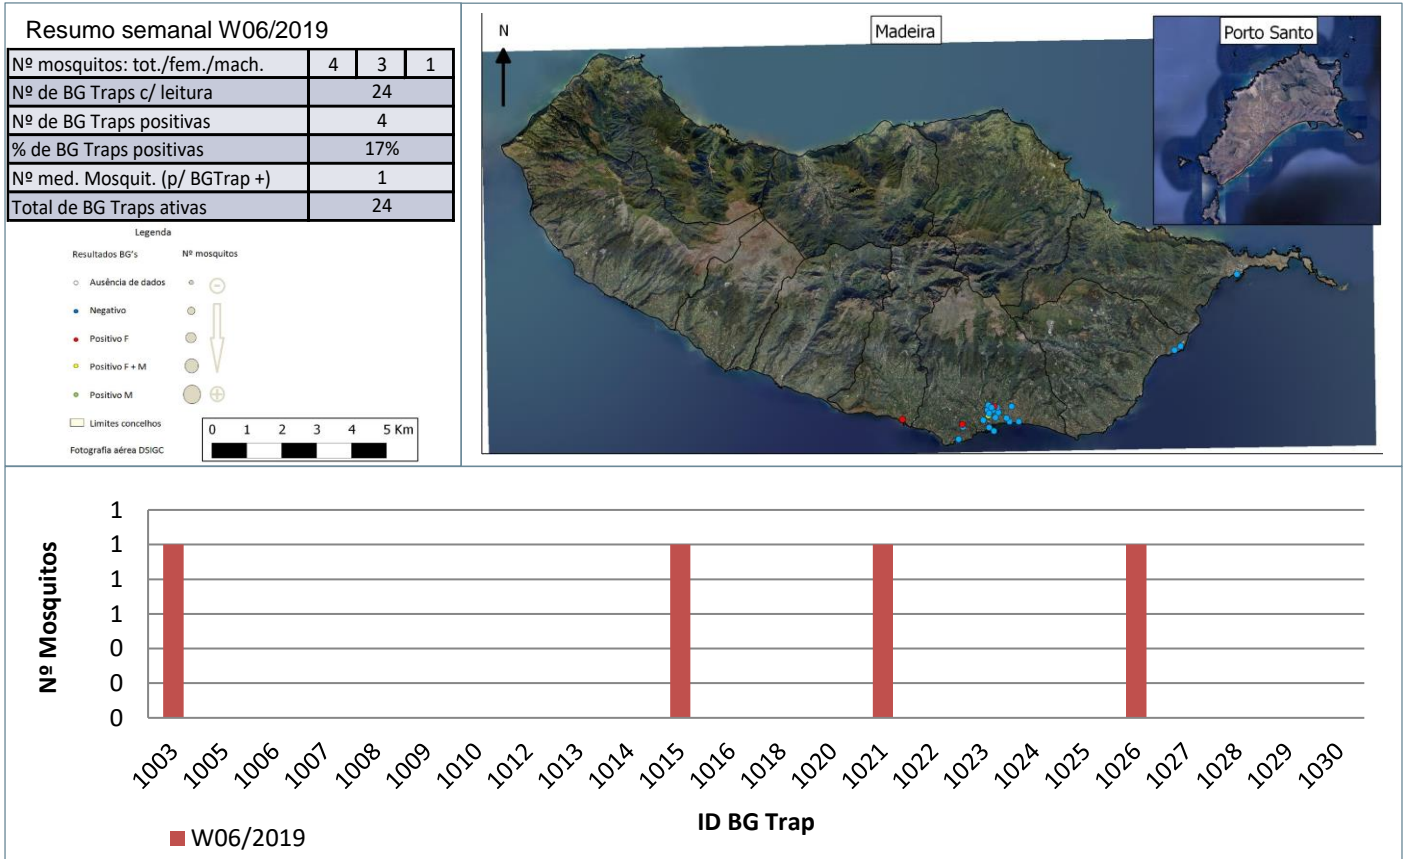 Resumo semanal W06/2019
Nº mosquitos: tot./fem./mach. 4 3 1
Nº de BG Traps c/ leitura 24
Nº de BG Traps positivas 4
% de BG Traps positivas 17%
Nº med. Mosquit. (p/ BGTrap +) 1
Total de BG Traps ativas 24
Legenda
Resultados BG's Nº mosquitos
Ausência de dados
Negativo
Positivo F
Positivo F + M
Positivo M
Limites concelhos
Fotografia aérea DSIGC
0 1 2 3 4 5 Km
N
Madeira
Porto Santo
Nº Mosquitos
1
1
1
1
0
0
0
1003 1005 1006 1007 1008 1009 1010 1012 1013 1014 1015 1016 1018 1020 1021 1022 1023 1024 1025 1026 1027 1028 1029 1030
ID BG Trap
W06/2019